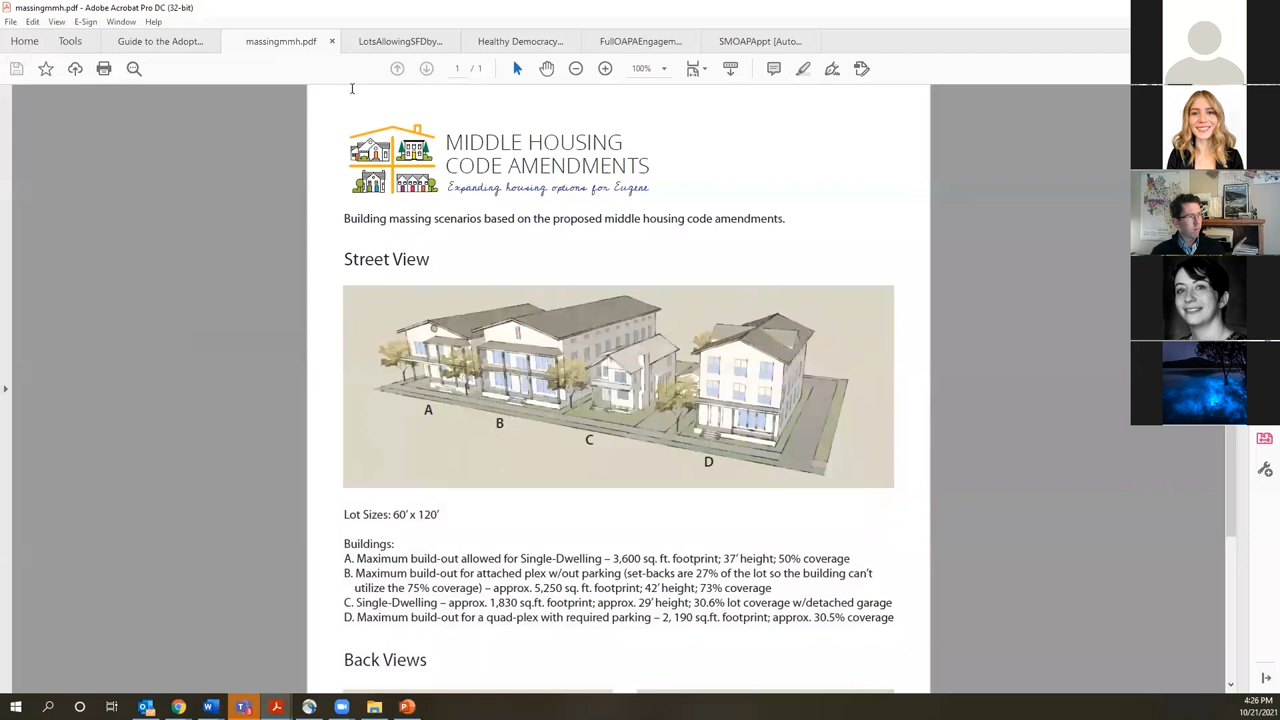 massingmmh.pdf - Adobe Acrobat Pro DC (32-bit)
File Edit View E-Sign Window Help
Home Tools Guide to the Adopt... massingmmh.pdf × LotsAllowingSFDby... Healthy Democracy... FullOAPAEngagem... SMOAPAppt [Auto...
1 / 1 100%
MIDDLE HOUSING
CODE AMENDMENTS
Expanding housing options for Eugene
Building massing scenarios based on the proposed middle housing code amendments.
Street View
A
B
C
D
Lot Sizes: 60’ x 120’
Buildings:
A. Maximum build-out allowed for Single-Dwelling – 3,600 sq. ft. footprint; 37’ height; 50% coverage
B. Maximum build-out for attached plex w/out parking (set-backs are 27% of the lot so the building can’t
utilize the 75% coverage) – approx. 5,250 sq. ft. footprint; 42’ height; 73% coverage
C. Single-Dwelling – approx. 1,830 sq.ft. footprint; approx. 29’ height; 30.6% lot coverage w/detached garage
D. Maximum build-out for a quad-plex with required parking – 2, 190 sq.ft. footprint; approx. 30.5% coverage
Back Views
4:26 PM
10/21/2021